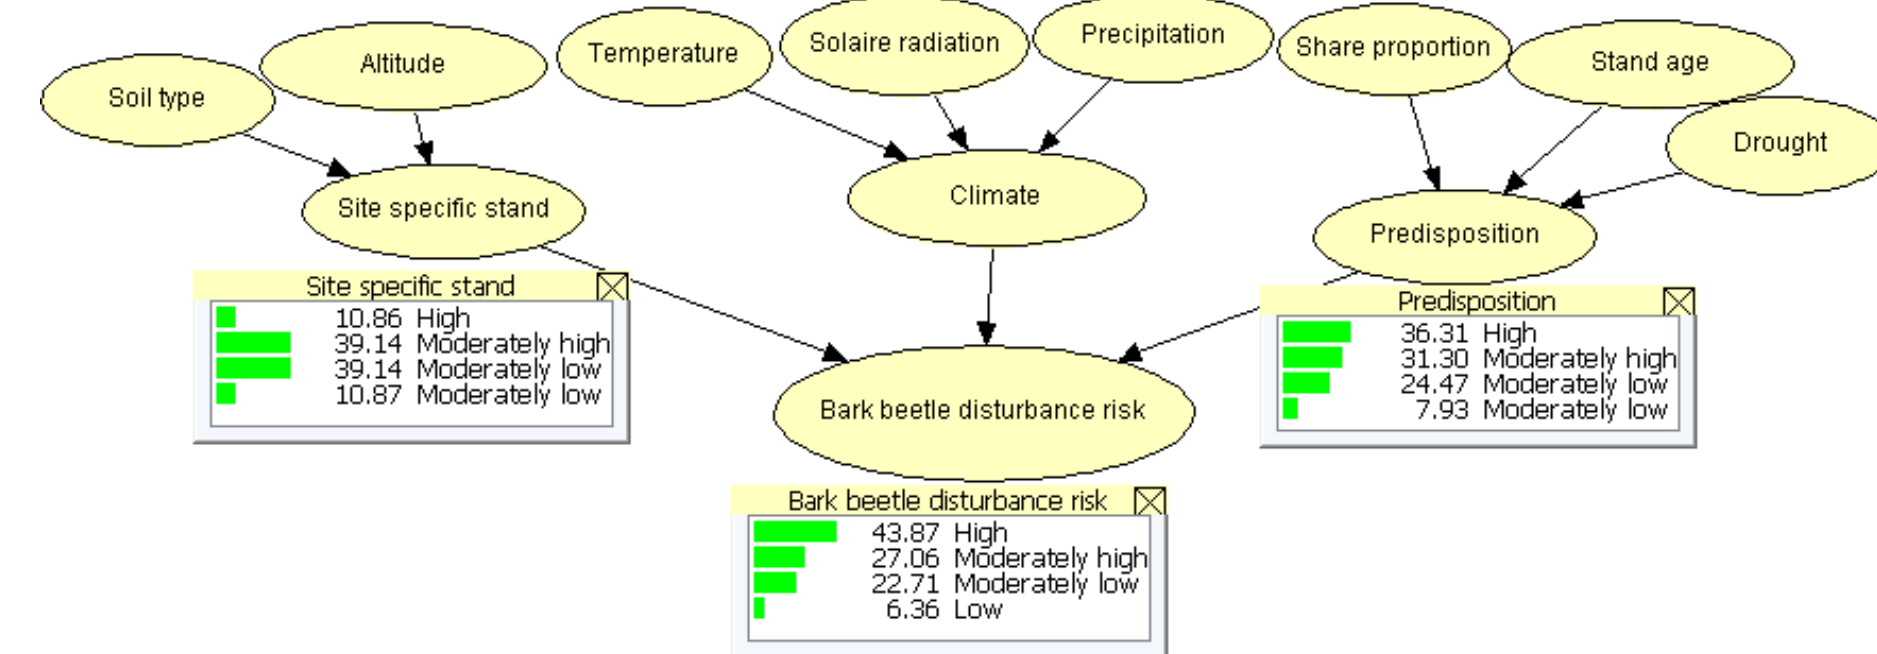 Soil type
Altitude
Temperature
Solaire radiation
Precipitation
Share proportion
Stand age
Drought
Site specific stand
Climate
Predisposition
Site specific stand
10.86 High
39.14 Moderately high
39.14 Moderately low
10.87 Moderately low
Predisposition
36.31 High
31.30 Moderately high
24.47 Moderately low
7.93 Moderately low
Bark beetle disturbance risk
Bark beetle disturbance risk
43.87 High
27.06 Moderately high
22.71 Moderately low
6.36 Low